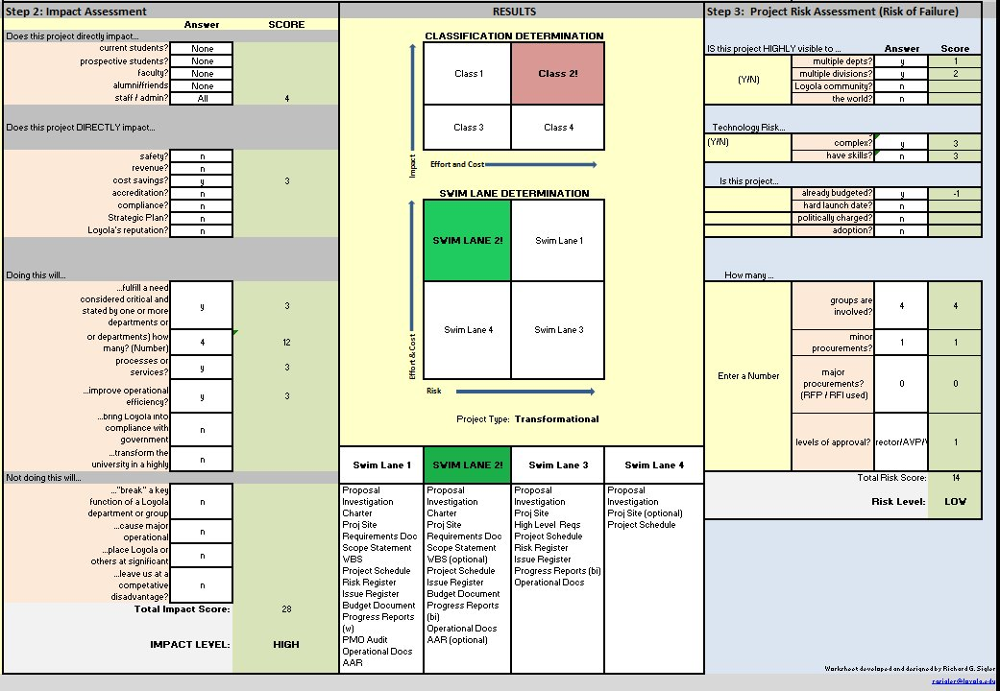 Step 2: Impact Assessment
Answer SCORE
Does this project directly impact...
current students? None
prospective students? None
faculty? None
alumni/friends None
staff / admin? All 4
Does this project DIRECTLY impact...
safety? n
revenue? n
cost savings? y 3
accreditation? n
compliance? n
Strategic Plan? n
Loyola's reputation? n
Doing this will...
...fulfill a need
considered critical and
stated by one or more
departments or
y 3
or departments) how
many? (Number)
4 12
processes or
services?
y 3
...improve operational
efficiency?
y 3
...bring Loyola into
compliance with
government
n
...transform the
university in a highly
n
Not doing this will...
..."break" a key
function of a Loyola
department or group
n
...cause major
operational
n
...place Loyola or
others at significant
n
...leave us at a
competative
disadvantage?
n
Total Impact Score: 28
IMPACT LEVEL: HIGH
RESULTS
CLASSIFICATION DETERMINATION
Class 1 Class 2!
Class 3 Class 4
Impact
Effort and Cost
SWIM LANE DETERMINATION
SWIM LANE 2! Swim Lane 1
Swim Lane 4 Swim Lane 3
Effort & Cost
Risk
Project Type: Transformational
Swim Lane 1
Proposal
Investigation
Charter
Proj Site
Requirements Doc
Scope Statement
WBS
Project Schedule
Risk Register
Issue Register
Budget Document
Progress Reports
(w)
PMO Audit
Operational Docs
AAR
SWIM LANE 2!
Proposal
Investigation
Charter
Proj Site
Requirements Doc
Scope Statement
WBS (optional)
Project Schedule
Issue Register
Budget Document
Progress Reports
(bi)
Operational Docs
AAR (optional)
Swim Lane 3
Proposal
Investigation
Proj Site
High Level Reqs
Project Schedule
Risk Register
Issue Register
Progress Reports (bi)
Operational Docs
Swim Lane 4
Proposal
Investigation
Proj Site (optional)
Project Schedule
Step 3: Project Risk Assessment (Risk of Failure)
IS this project HIGHLY visible to ... Answer Score
(Y/N)
multiple depts? y 1
multiple divisions? y 2
Loyola community? n
the world? n
Technology Risk...
(Y/N)
complex? y 3
have skills? n 3
Is this project...
already budgeted? y -1
hard launch date? n
politically charged? n
adoption? n
How many ...
Enter a Number
groups are
involved?
4 4
minor
procurements?
1 1
major
procurements?
(RFP / RFI used)
0 0
levels of approval? rector/AVP/V 1
Total Risk Score: 14
Risk Level: LOW
Worksheet developed and designed by Richard G. Sigler
rgsigler@loyola.edu